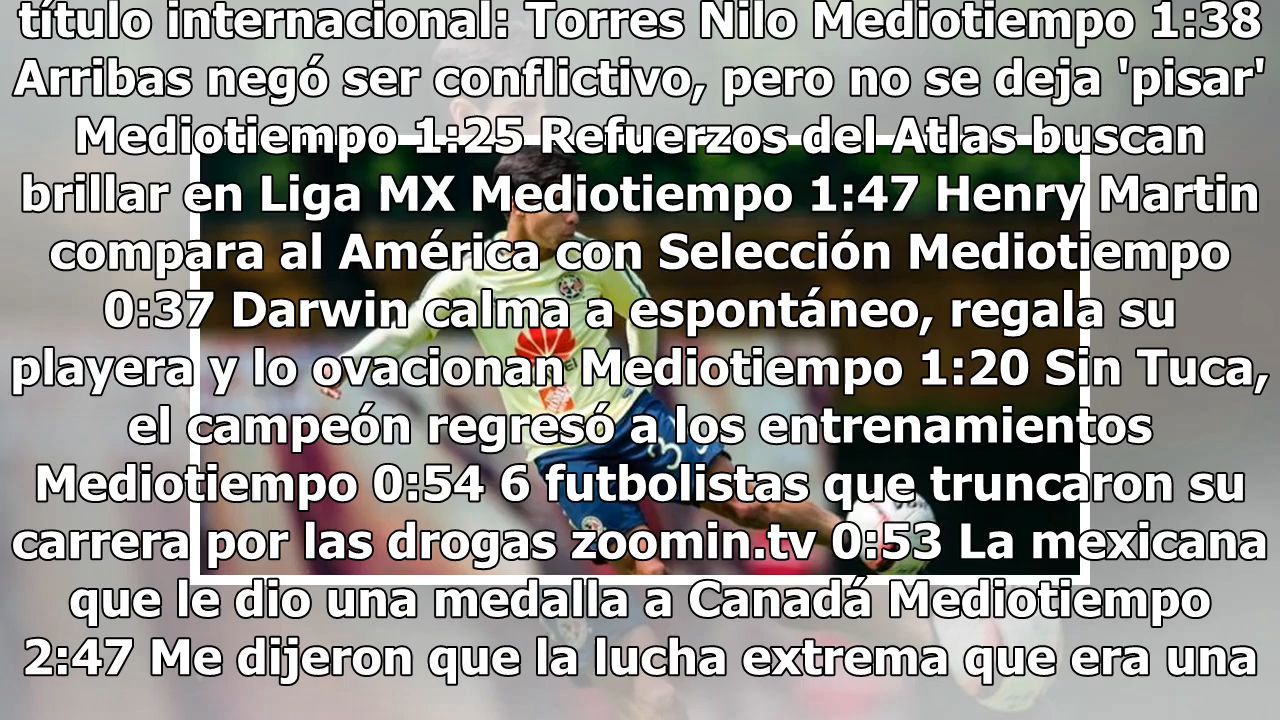 título internacional: Torres Nilo Mediotiempo 1:38
Arribas negó ser conflictivo, pero no se deja 'pisar'
Mediotiempo 1:25 Refuerzos del Atlas buscan
brillar en Liga MX Mediotiempo 1:47 Henry Martin
compara al América con Selección Mediotiempo
0:37 Darwin calma a espontáneo, regala su
playera y lo ovacionan Mediotiempo 1:20 Sin Tuca,
el campeón regresó a los entrenamientos
Mediotiempo 0:54 6 futbolistas que truncaron su
carrera por las drogas zoomin.tv 0:53 La mexicana
que le dio una medalla a Canadá Mediotiempo
2:47 Me dijeron que la lucha extrema que era una
3